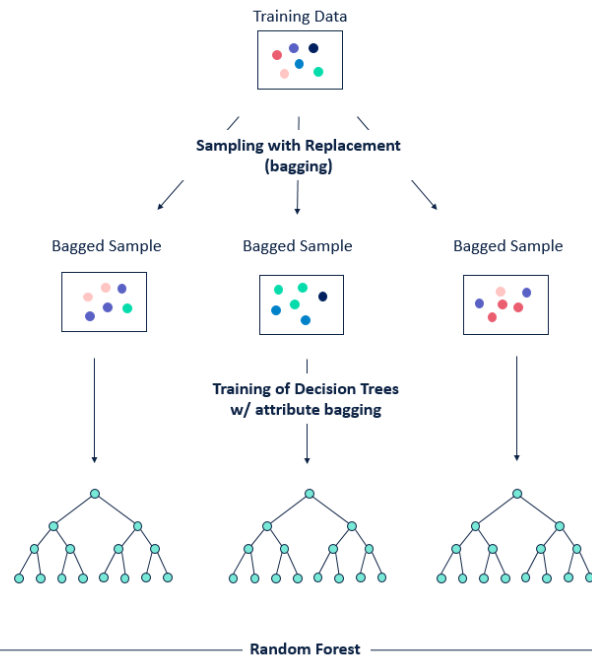 Training Data
Sampling with Replacement
(bagging)
Bagged Sample
Bagged Sample
Bagged Sample
Training of Decision Trees
w/ attribute bagging
Random Forest